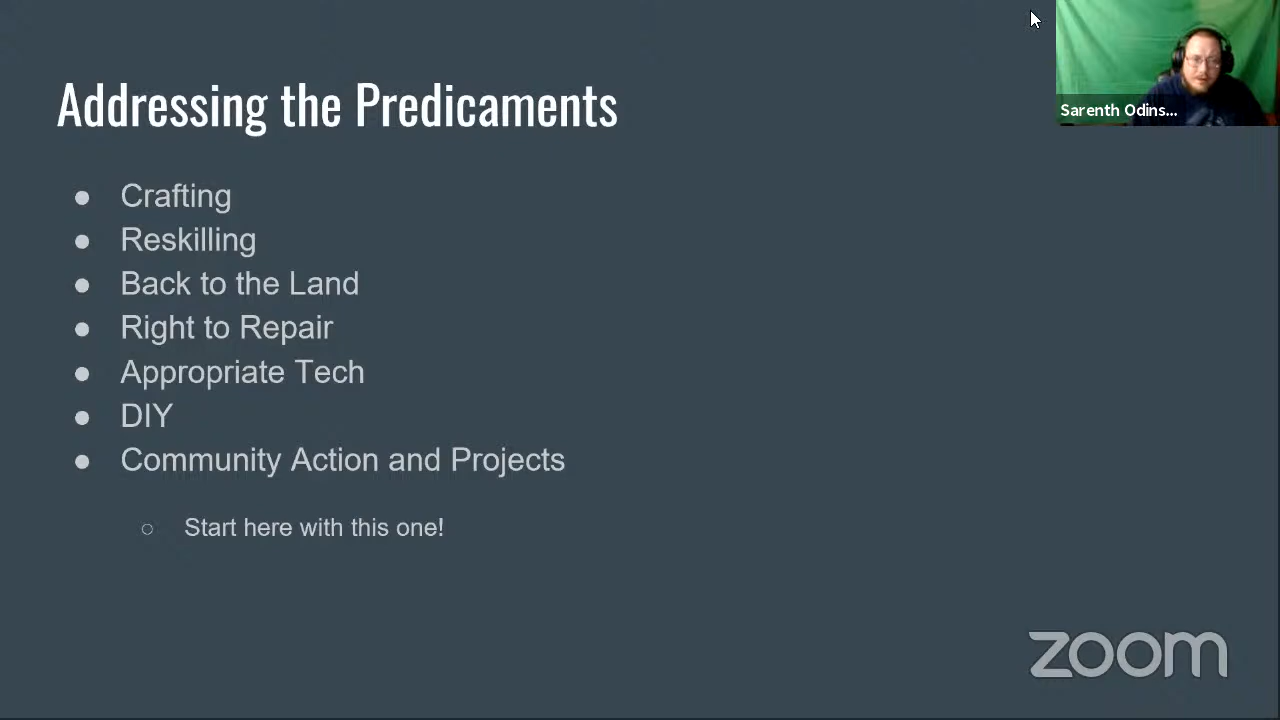 Addressing the Predicaments
Sarenth Odins...
Crafting
Reskilling
Back to the Land
Right to Repair
Appropriate Tech
DIY
Community Action and Projects
Start here with this one!
zoom